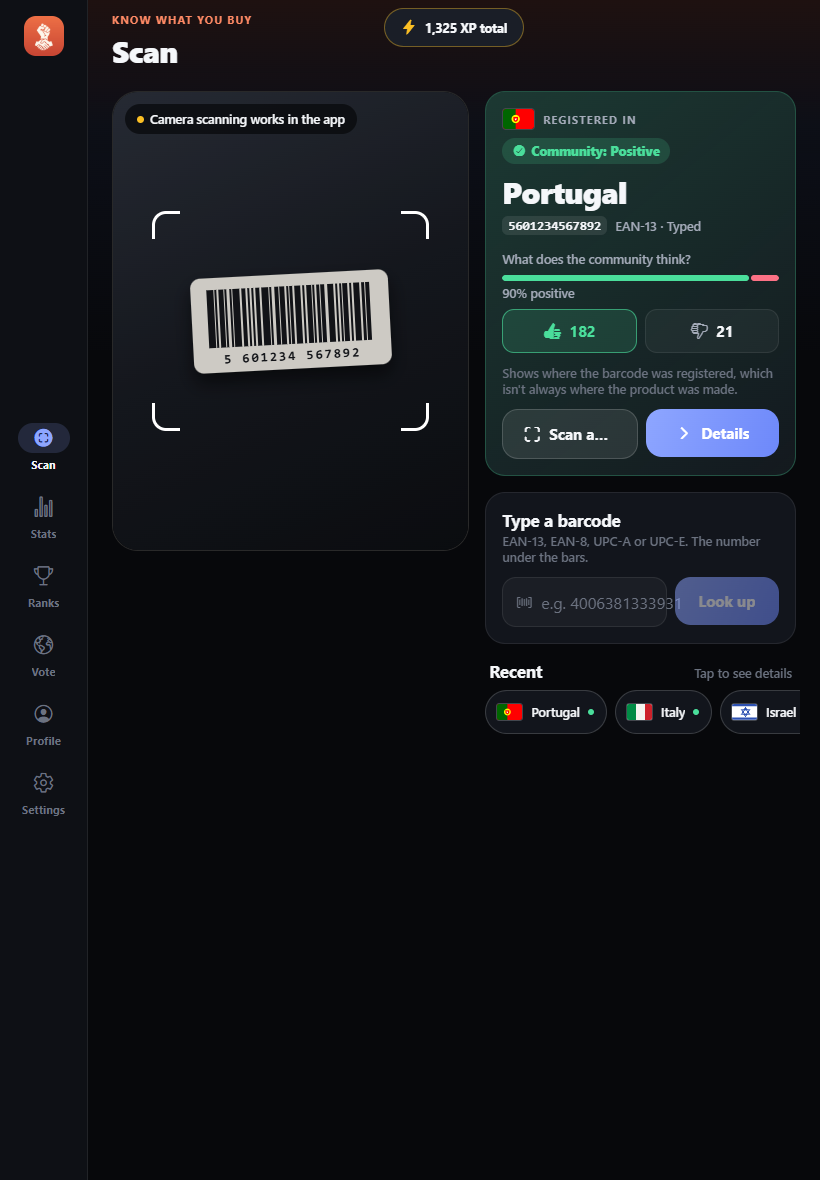 KNOW WHAT YOU BUY
Scan
1,325 XP total
Camera scanning works in the app
5 601234 567892
REGISTERED IN
Community: Positive
Portugal
5601234567892 EAN-13 · Typed
What does the community think?
90% positive
182
21
Shows where the barcode was registered, which
isn't always where the product was made.
Scan a...
Details
Type a barcode
EAN-13, EAN-8, UPC-A or UPC-E. The number
under the bars.
e.g. 4006381333931
Look up
Recent
Tap to see details
Portugal
Italy
Israel
Scan
Stats
Ranks
Vote
Profile
Settings